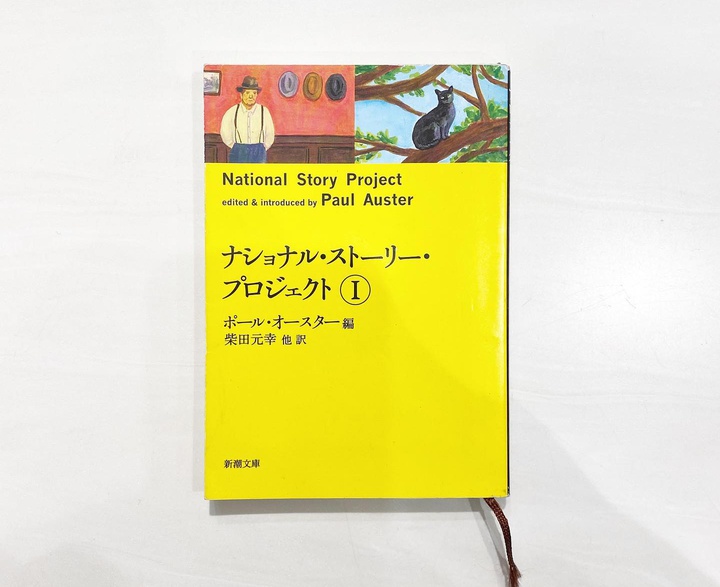 National Story Project
edited & introduced by Paul Auster
ナショナル・ストーリー・
プロジェクト Ⅰ
ポール・オースター 編
柴田元幸 他 訳
新潮文庫